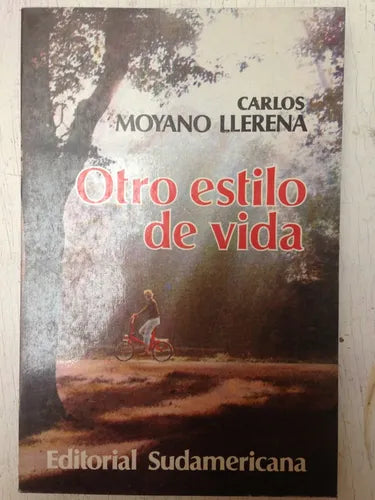 CARLOS
MOYANO LLERENA
Otro estilo
de vida
Editorial Sudamericana